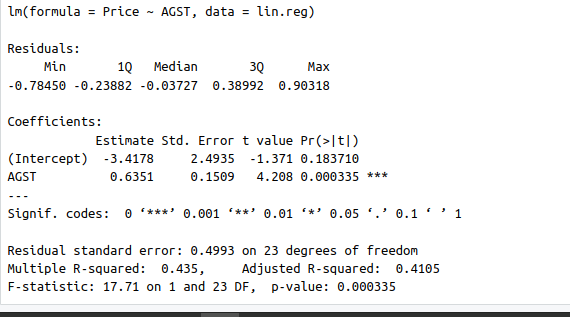 lm(formula = Price ~ AGST, data = lin.reg)
Residuals:
Min 1Q Median 3Q Max
-0.78450 -0.23882 -0.03727 0.38992 0.90318
Coefficients:
Estimate Std. Error t value Pr(>|t|)
(Intercept) -3.4178 2.4935 -1.371 0.183710
AGST 0.6351 0.1509 4.208 0.000335 ***
---
Signif. codes: 0 ‘***’ 0.001 ‘**’ 0.01 ‘*’ 0.05 ‘.’ 0.1 ‘ ’ 1
Residual standard error: 0.4993 on 23 degrees of freedom
Multiple R-squared: 0.435, Adjusted R-squared: 0.4105
F-statistic: 17.71 on 1 and 23 DF, p-value: 0.000335